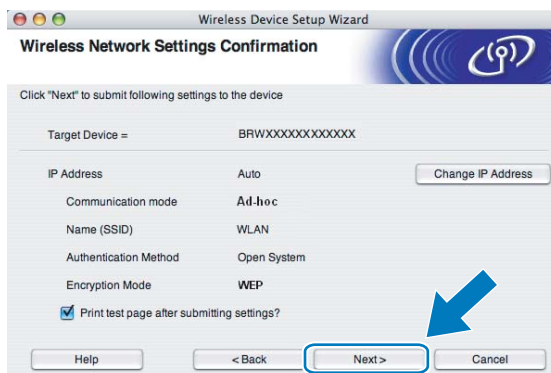 Wireless Device Setup Wizard
Wireless Network Settings Confirmation
Click "Next" to submit following settings to the device
Target Device = BRWXXXXXXXXXXXX
IP Address Auto Change IP Address
Communication mode Ad-hoc
Name (SSID) WLAN
Authentication Method Open System
Encryption Mode WEP
Print test page after submitting settings?
Help < Back Next > Cancel